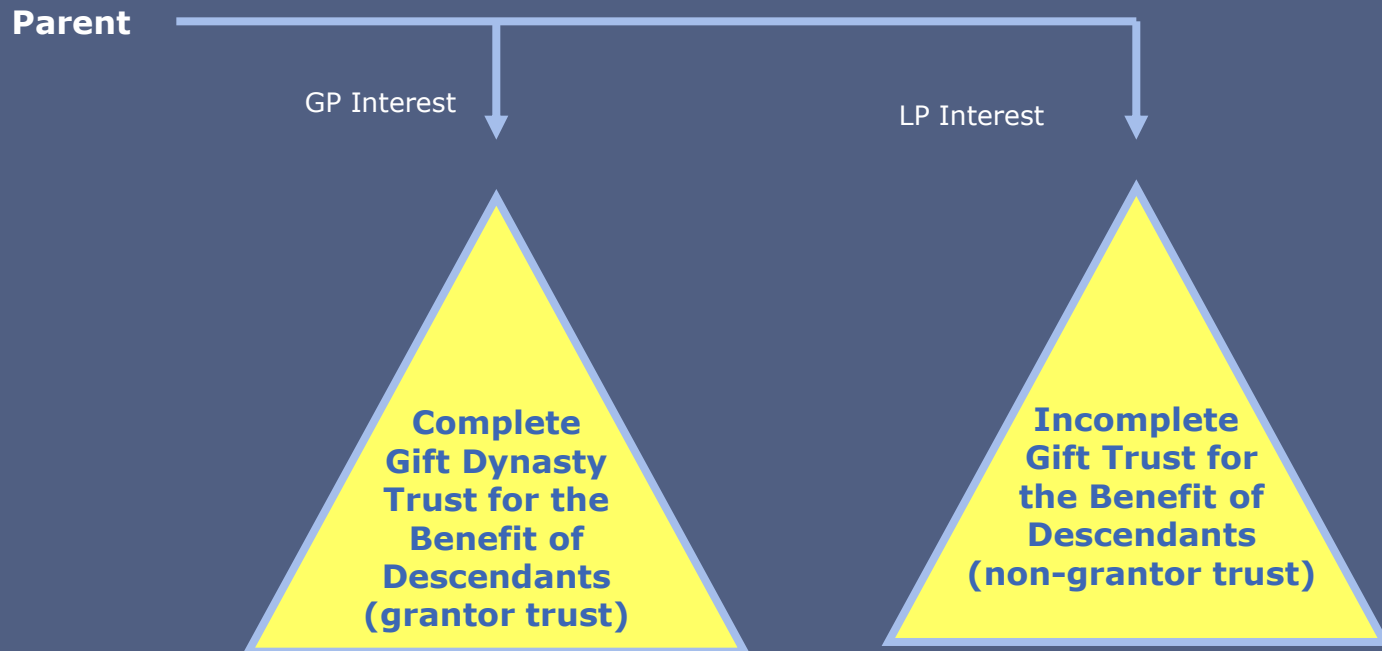 Parent
GP Interest
LP Interest
Complete
Gift Dynasty
Trust for the
Benefit of
Descendants
(grantor trust)
Incomplete
Gift Trust for
the Benefit of
Descendants
(non-grantor trust)